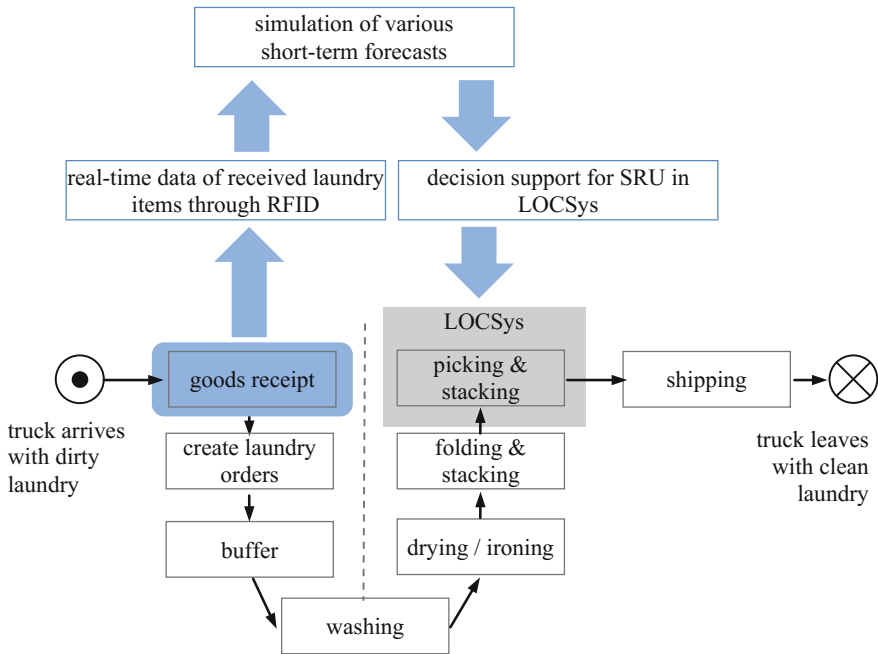 simulation of various
short-term forecasts
real-time data of received laundry
items through RFID
decision support for SRU in
LOCSys
LOCSys
goods receipt
picking &
stacking
shipping
truck arrives
with dirty
laundry
create laundry
orders
folding &
stacking
truck leaves
with clean
laundry
buffer
drying / ironing
washing